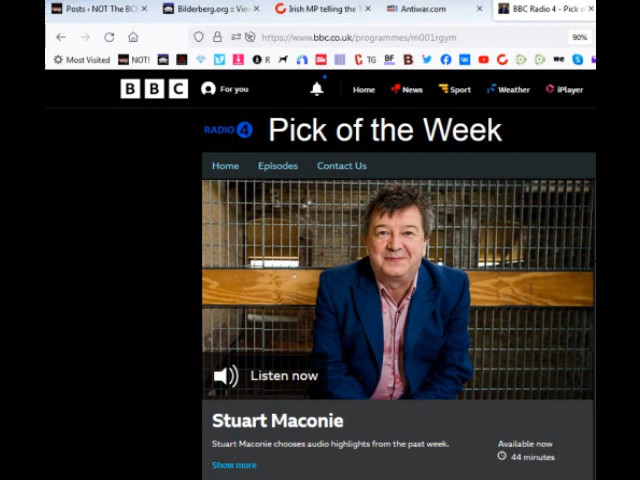 Posts ‹ NOT The BC
Bilderberg.org :: Vie
Irish MP telling the T
Antiwar.com
BBC Radio 4 - Pick o
https://www.bbc.co.uk/programmes/m001rgym
90%
Most Visited
NOT!
R
TG
BF
we
BBC
For you
Home
News
Sport
Weather
iPlayer
RADIO 4
Pick of the Week
Home
Episodes
Contact Us
Listen now
Stuart Maconie
Stuart Maconie chooses audio highlights from the past week.
Available now
44 minutes
Show more